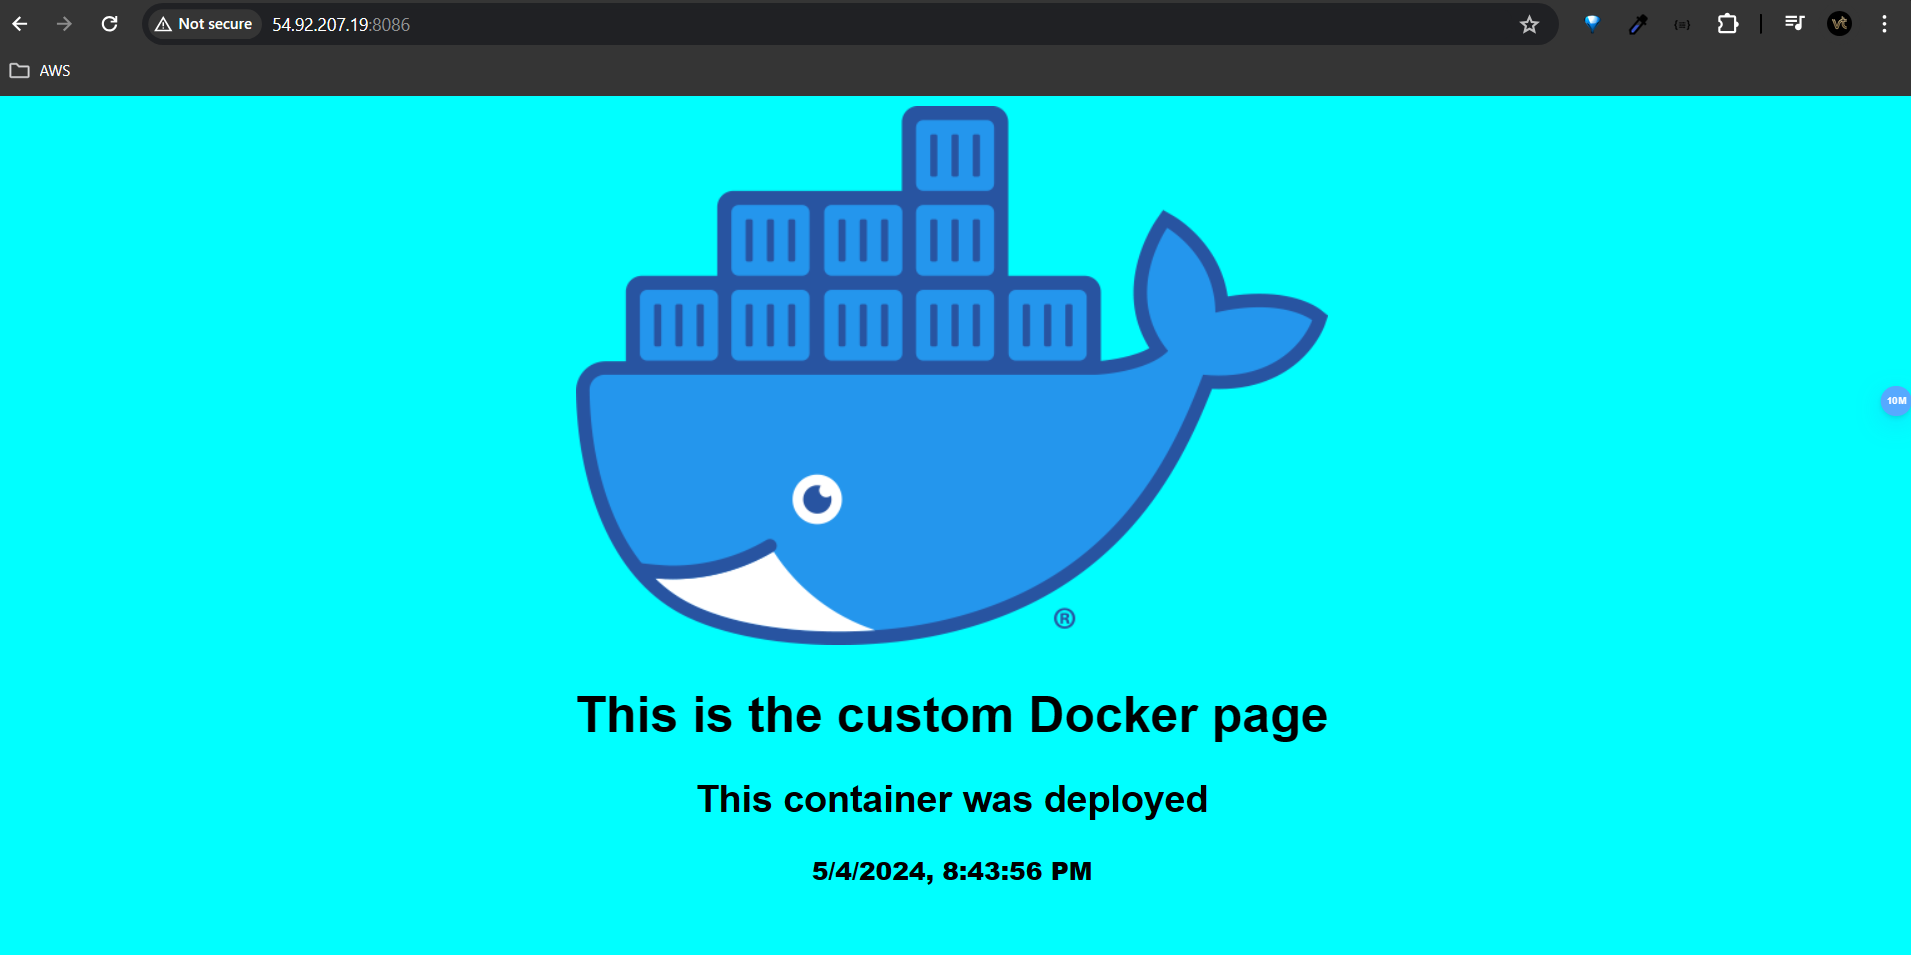 Not secure 54.92.207.19:8086
AWS
10M
®
This is the custom Docker page
This container was deployed
5/4/2024, 8:43:56 PM